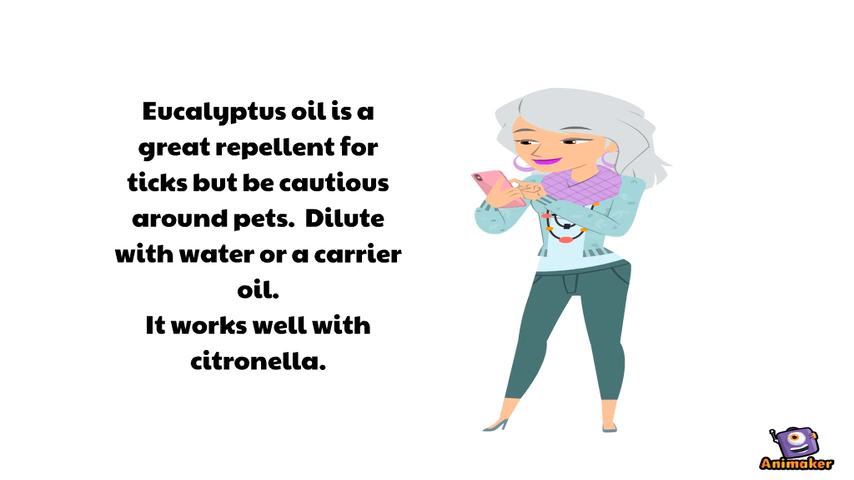 Eucalyptus oil is a
great repellent for
ticks but be cautious
around pets.  Dilute
with water or a carrier
oil.
It works well with
citronella.
Animaker